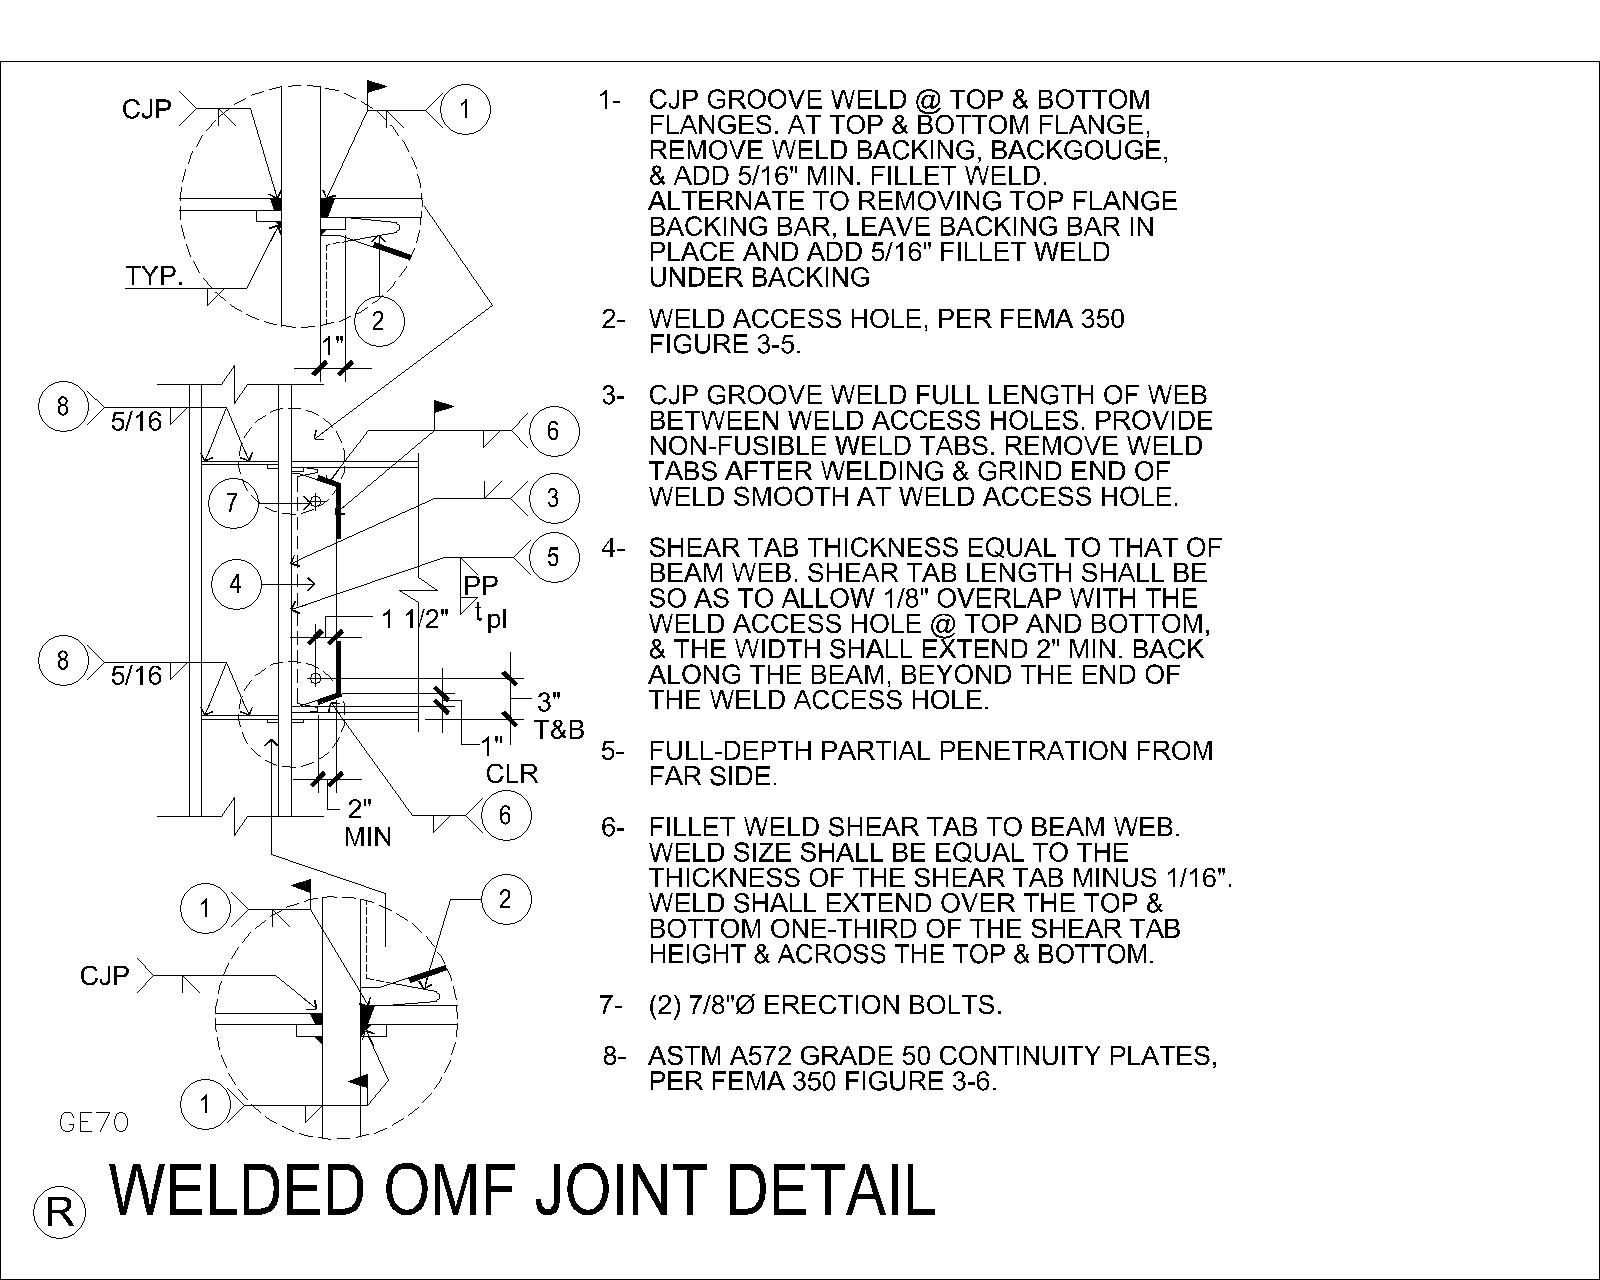 CJP
1
TYP.
2
1"
8
5/16
6
7
3
5
4
PP
t pl
1 1/2"
8
5/16
3"
T&B
1"
CLR
2"
MIN
6
1
2
CJP
1
GE70
1- CJP GROOVE WELD @ TOP & BOTTOM
FLANGES. AT TOP & BOTTOM FLANGE,
REMOVE WELD BACKING, BACKGOUGE,
& ADD 5/16" MIN. FILLET WELD.
ALTERNATE TO REMOVING TOP FLANGE
BACKING BAR, LEAVE BACKING BAR IN
PLACE AND ADD 5/16" FILLET WELD
UNDER BACKING
2- WELD ACCESS HOLE, PER FEMA 350
FIGURE 3-5.
3- CJP GROOVE WELD FULL LENGTH OF WEB
BETWEEN WELD ACCESS HOLES. PROVIDE
NON-FUSIBLE WELD TABS. REMOVE WELD
TABS AFTER WELDING & GRIND END OF
WELD SMOOTH AT WELD ACCESS HOLE.
4- SHEAR TAB THICKNESS EQUAL TO THAT OF
BEAM WEB. SHEAR TAB LENGTH SHALL BE
SO AS TO ALLOW 1/8" OVERLAP WITH THE
WELD ACCESS HOLE @ TOP AND BOTTOM,
& THE WIDTH SHALL EXTEND 2" MIN. BACK
ALONG THE BEAM, BEYOND THE END OF
THE WELD ACCESS HOLE.
5- FULL-DEPTH PARTIAL PENETRATION FROM
FAR SIDE.
6- FILLET WELD SHEAR TAB TO BEAM WEB.
WELD SIZE SHALL BE EQUAL TO THE
THICKNESS OF THE SHEAR TAB MINUS 1/16".
WELD SHALL EXTEND OVER THE TOP &
BOTTOM ONE-THIRD OF THE SHEAR TAB
HEIGHT & ACROSS THE TOP & BOTTOM.
7- (2) 7/8"Ø ERECTION BOLTS.
8- ASTM A572 GRADE 50 CONTINUITY PLATES,
PER FEMA 350 FIGURE 3-6.
R WELDED OMF JOINT DETAIL